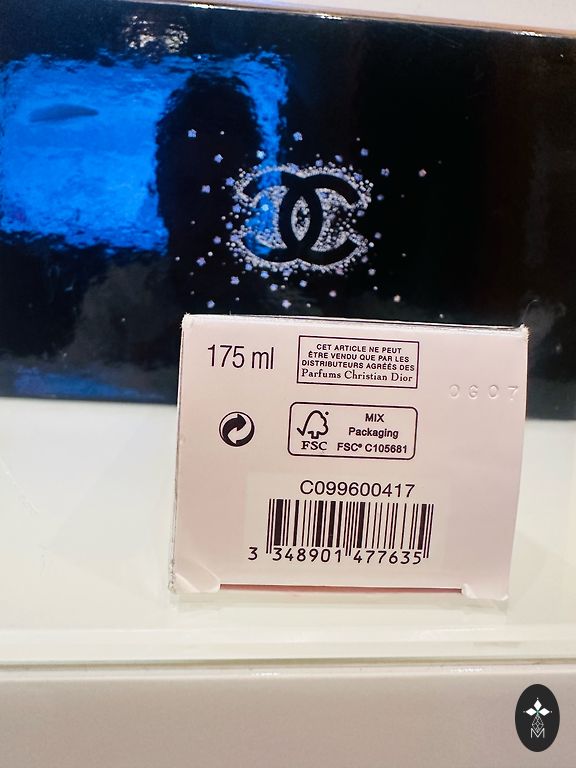 175 ml
CET ARTICLE NE PEUT
ÊTRE VENDU QUE PAR LES
DISTRIBUTEURS AGRÉÉS DES
Parfums Christian Dior
0607
MIX
Packaging
FSC® C105681
FSC
C099600417
3 348901 477635
M